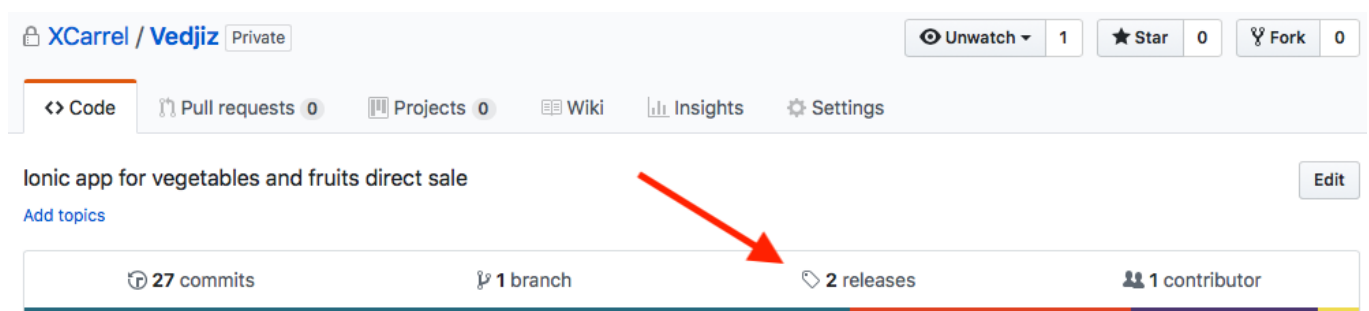 XCarrel / Vedjiz Private Unwatch 1 Star 0 Fork 0
Code Pull requests 0 Projects 0 Wiki Insights Settings
Ionic app for vegetables and fruits direct sale Edit
Add topics
27 commits 1 branch 2 releases 1 contributor